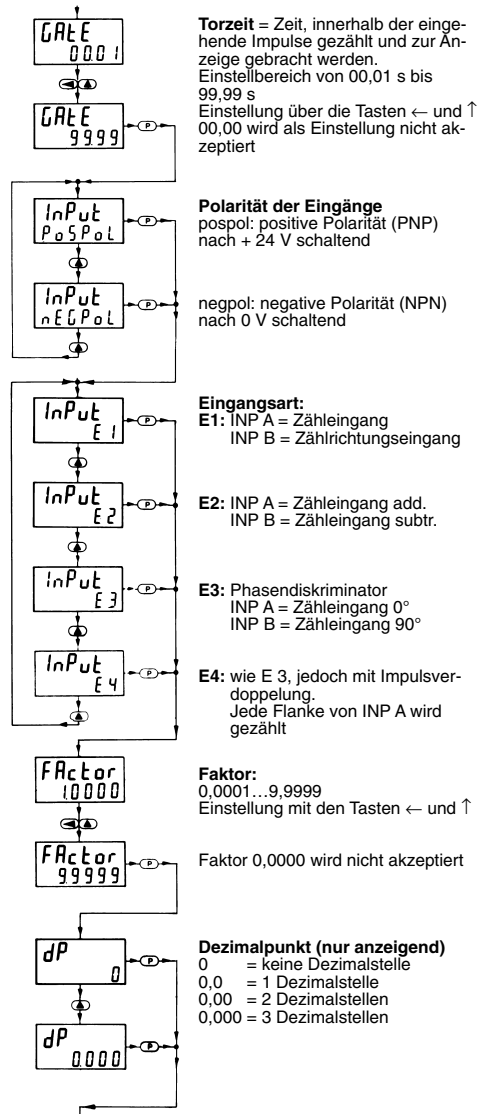 GAtE
00.01
Torzeit = Zeit, innerhalb der einge-
hende Impulse gezählt und zur An-
zeige gebracht werden.
Einstellbereich von 00,01 s bis
99,99 s
Einstellung über die Tasten ← und ↑
00,00 wird als Einstellung nicht ak-
zeptiert
GAtE
99.99
P
InPut
PoSPoL
P
Polarität der Eingänge
pospol: positive Polarität (PNP)
nach + 24 V schaltend
InPut
nEGPoL
P
negpol: negative Polarität (NPN)
nach 0 V schaltend
InPut
E 1
P
Eingangsart:
E1: INP A = Zähleingang
INP B = Zählrichtungseingang
InPut
E 2
P
E2: INP A = Zähleingang add.
INP B = Zähleingang subtr.
InPut
E 3
P
E3: Phasendiskriminator
INP A = Zähleingang 0°
INP B = Zähleingang 90°
InPut
E 4
P
E4: wie E 3, jedoch mit Impulsver-
doppelung.
Jede Flanke von INP A wird
gezählt
FActor
1.0000
Faktor:
0,0001…9,9999
Einstellung mit den Tasten ← und ↑
FActor
9.9999
P
Faktor 0,0000 wird nicht akzeptiert
dP
0
P
Dezimalpunkt (nur anzeigend)
0 = keine Dezimalstelle
0,0 = 1 Dezimalstelle
0,00 = 2 Dezimalstellen
0,000 = 3 Dezimalstellen
dP
0.000
P